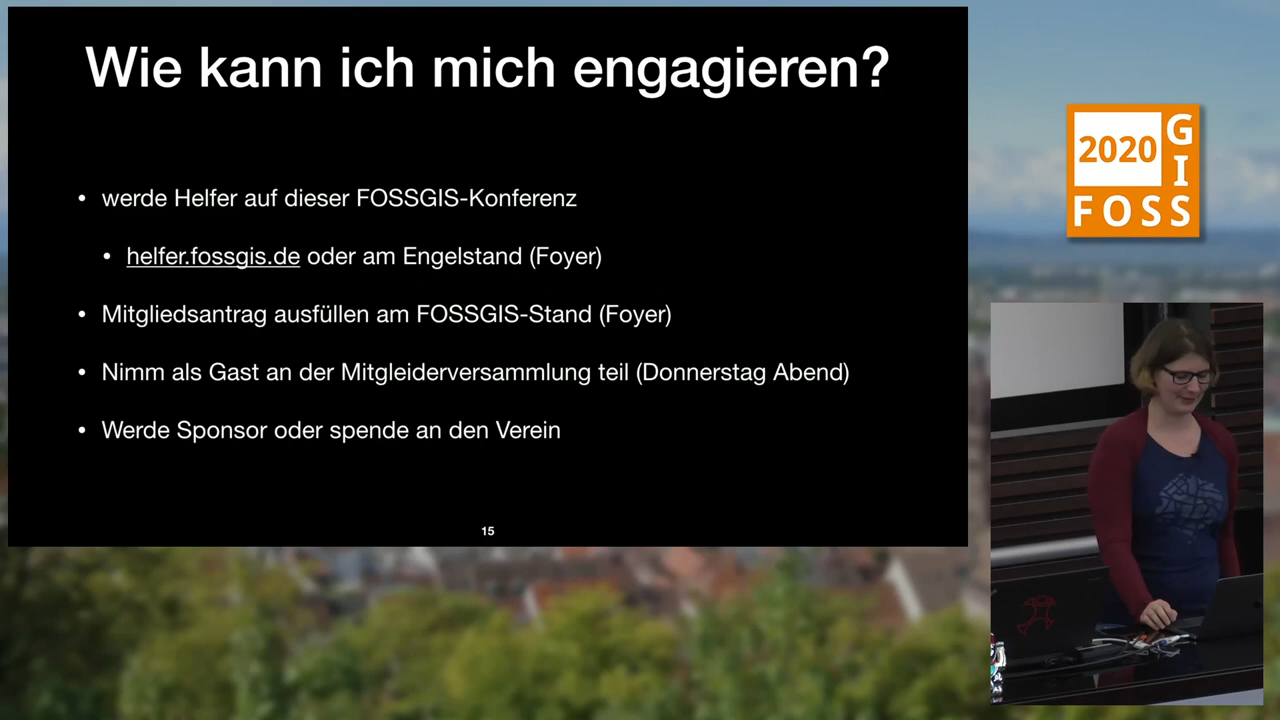 Wie kann ich mich engagieren?
• werde Helfer auf dieser FOSSGIS-Konferenz
• helfer.fossgis.de oder am Engelstand (Foyer)
• Mitgliedsantrag ausfüllen am FOSSGIS-Stand (Foyer)
• Nimm als Gast an der Mitgleiderversammlung teil (Donnerstag Abend)
• Werde Sponsor oder spende an den Verein
15
2020
GIS
FOSS